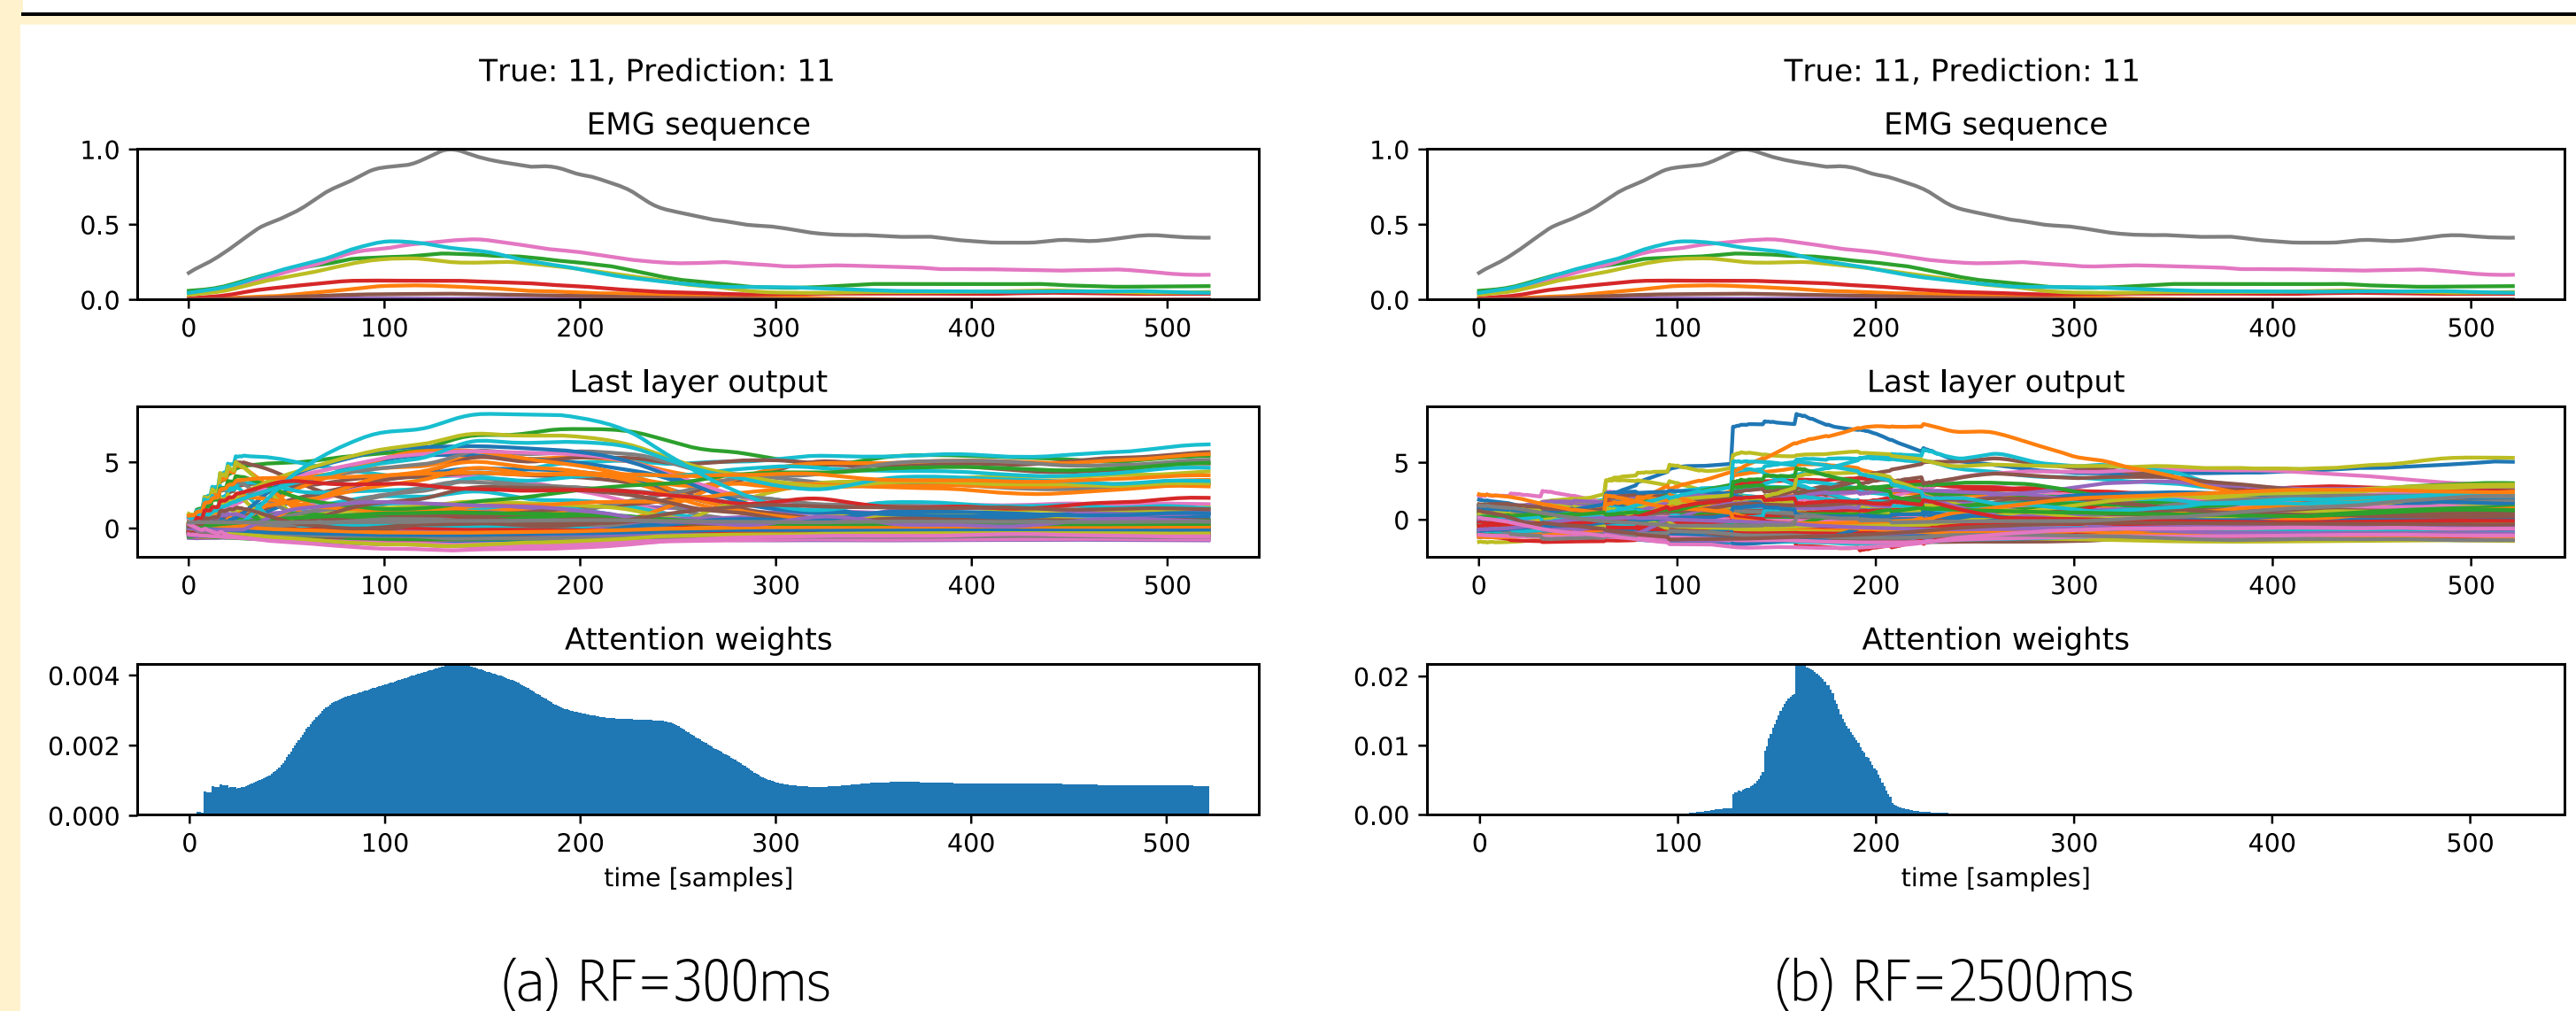 True: 11, Prediction: 11
EMG sequence
1.0
0.5
0.0
0 100 200 300 400 500
Last layer output
5
0
0 100 200 300 400 500
Attention weights
0.004
0.002
0.000
0 100 200 300 400 500
time [samples]
(a) RF=300ms
True: 11, Prediction: 11
EMG sequence
1.0
0.5
0.0
0 100 200 300 400 500
Last layer output
5
0
0 100 200 300 400 500
Attention weights
0.02
0.01
0.00
0 100 200 300 400 500
time [samples]
(b) RF=2500ms